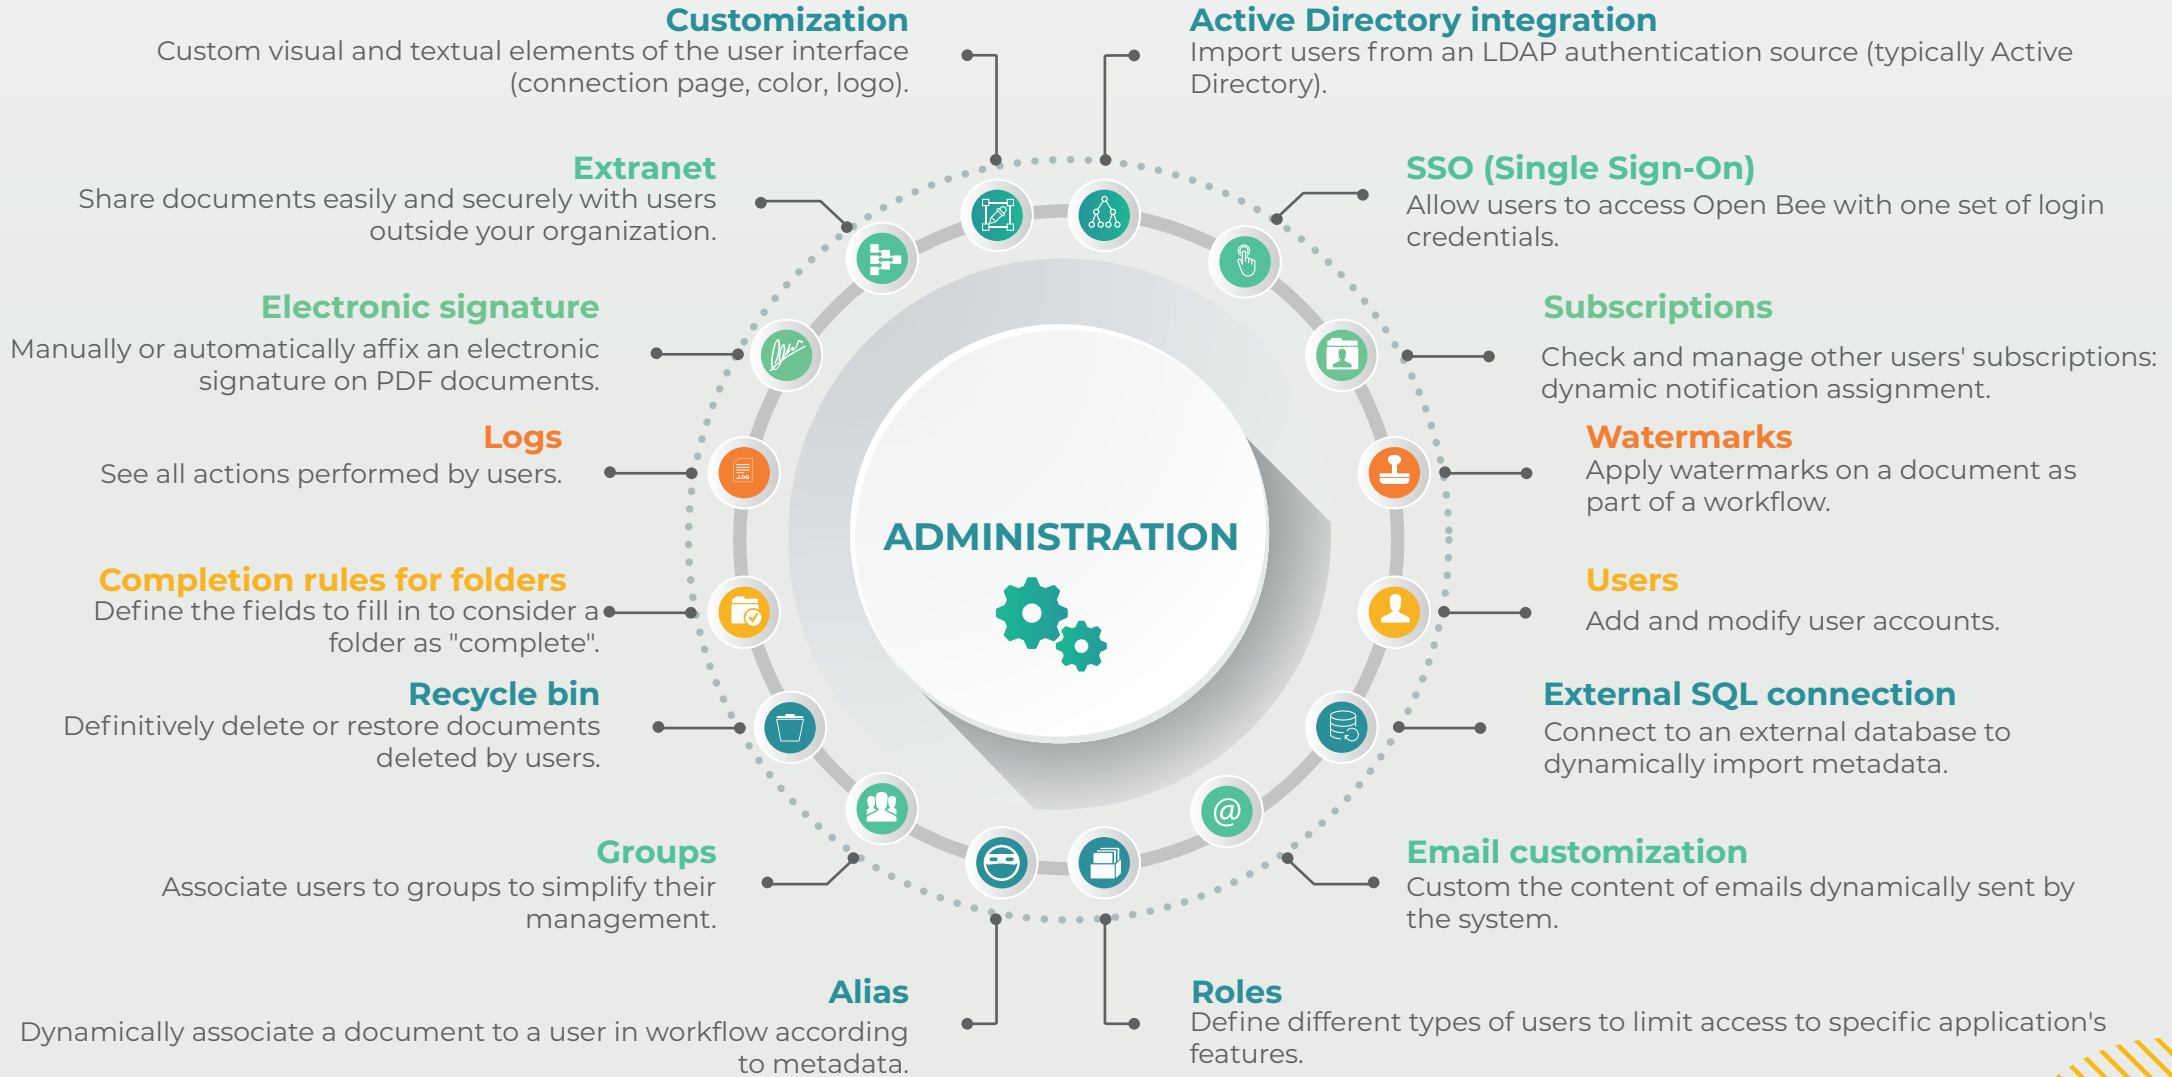 Customization
Custom visual and textual elements of the user interface
(connection page, color, logo).
Active Directory integration
Import users from an LDAP authentication source (typically Active
Directory).
Extranet
Share documents easily and securely with users
outside your organization.
SSO (Single Sign-On)
Allow users to access Open Bee with one set of login
credentials.
Electronic signature
Manually or automatically affix an electronic
signature on PDF documents.
Subscriptions
Check and manage other users' subscriptions:
dynamic notification assignment.
Logs
See all actions performed by users.
.LOG
Watermarks
Apply watermarks on a document as
part of a workflow.
ADMINISTRATION
Completion rules for folders
Define the fields to fill in to consider a
folder as "complete".
Users
Add and modify user accounts.
Recycle bin
Definitively delete or restore documents
deleted by users.
External SQL connection
Connect to an external database to
dynamically import metadata.
@
Groups
Associate users to groups to simplify their
management.
Email customization
Custom the content of emails dynamically sent by
the system.
Alias
Dynamically associate a document to a user in workflow according
to metadata.
Roles
Define different types of users to limit access to specific application's
features.